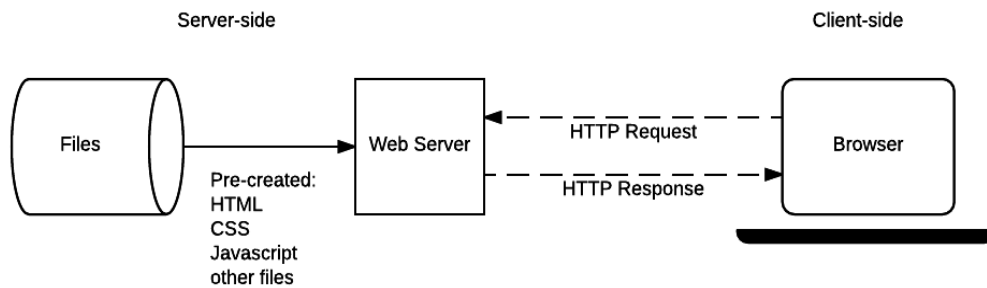 Server-side
Client-side
Files
Web Server
HTTP Request
Browser
HTTP Response
Pre-created:
HTML
CSS
Javascript
other files